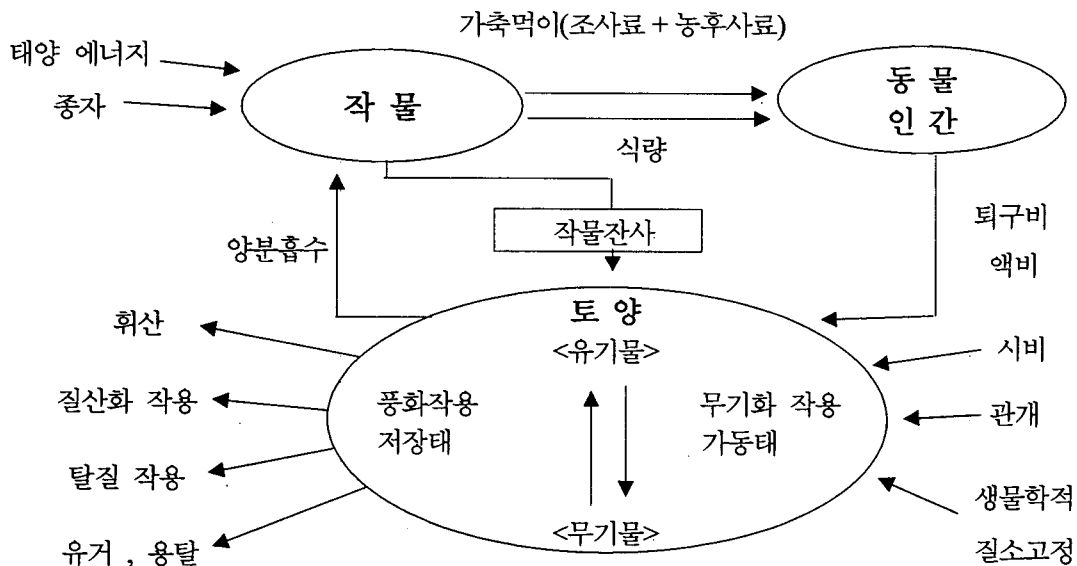 가축먹이(조사료 + 농후사료)
태양 에너지
종자
작 물
동 물
인 간
식량
작물잔사
양분흡수
퇴구비
액비
토 양
<유기물>
휘산
시비
질산화 작용
풍화작용
저장태
무기화 작용
가동태
관개
탈질 작용
생물학적
질소고정
<무기물>
유거 , 용탈